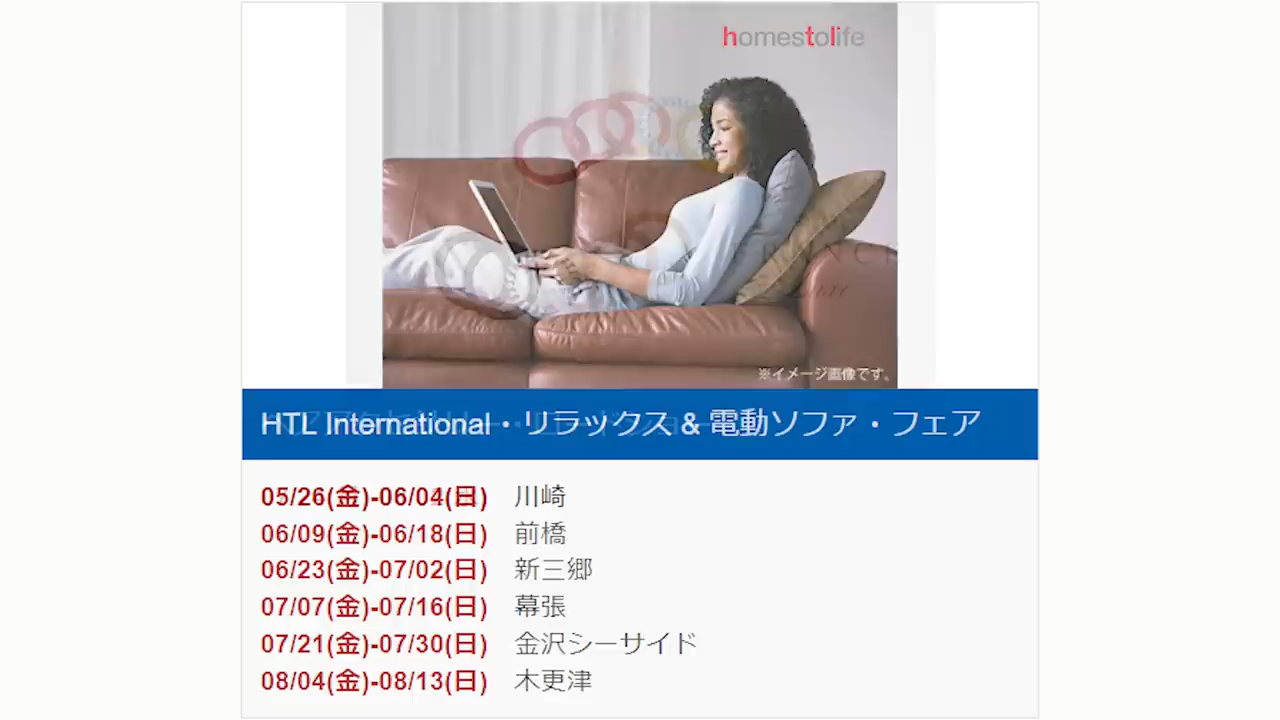 homestolife
※イメージ画像です。
HTL International・リラックス & 電動ソファ・フェア
05/26(金)-06/04(日) 川崎
06/09(金)-06/18(日) 前橋
06/23(金)-07/02(日) 新三郷
07/07(金)-07/16(日) 幕張
07/21(金)-07/30(日) 金沢シーサイド
08/04(金)-08/13(日) 木更津